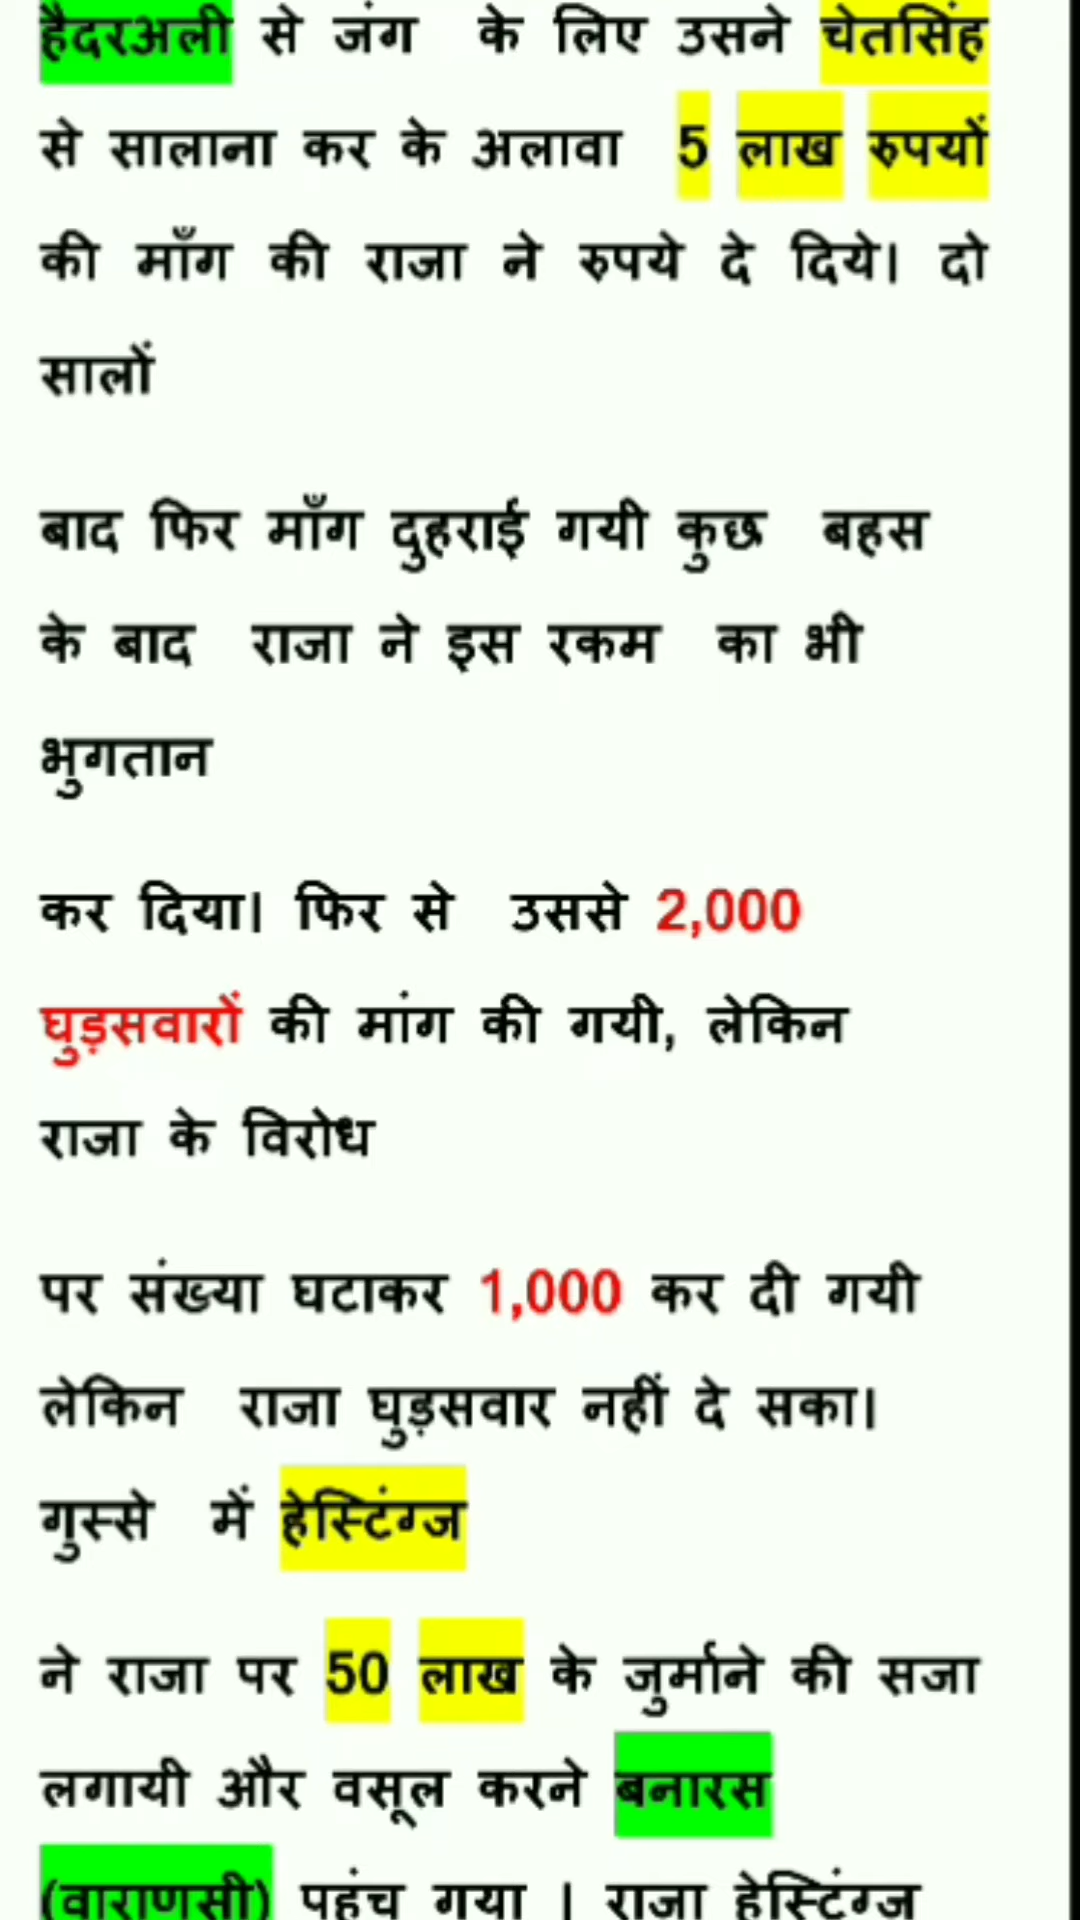 हैदरअली से जंग के लिए उसने चेतसिंह
से सालाना कर के अलावा 5 लाख रुपयों
की माँग की राजा ने रुपये दे दिये। दो
सालों
बाद फिर माँग दुहराई गयी कुछ बहस
के बाद राजा ने इस रकम का भी
भुगतान
कर दिया। फिर से उससे 2,000
घुड़सवारों की मांग की गयी, लेकिन
राजा के विरोध
पर संख्या घटाकर 1,000 कर दी गयी
लेकिन राजा घुड़सवार नहीं दे सका।
गुस्से में हेस्टिंग्ज
ने राजा पर 50 लाख के जुर्माने की सजा
लगायी और वसूल करने बनारस
(वाराणसी) पहुंच गया | राजा हेस्टिंग्ज